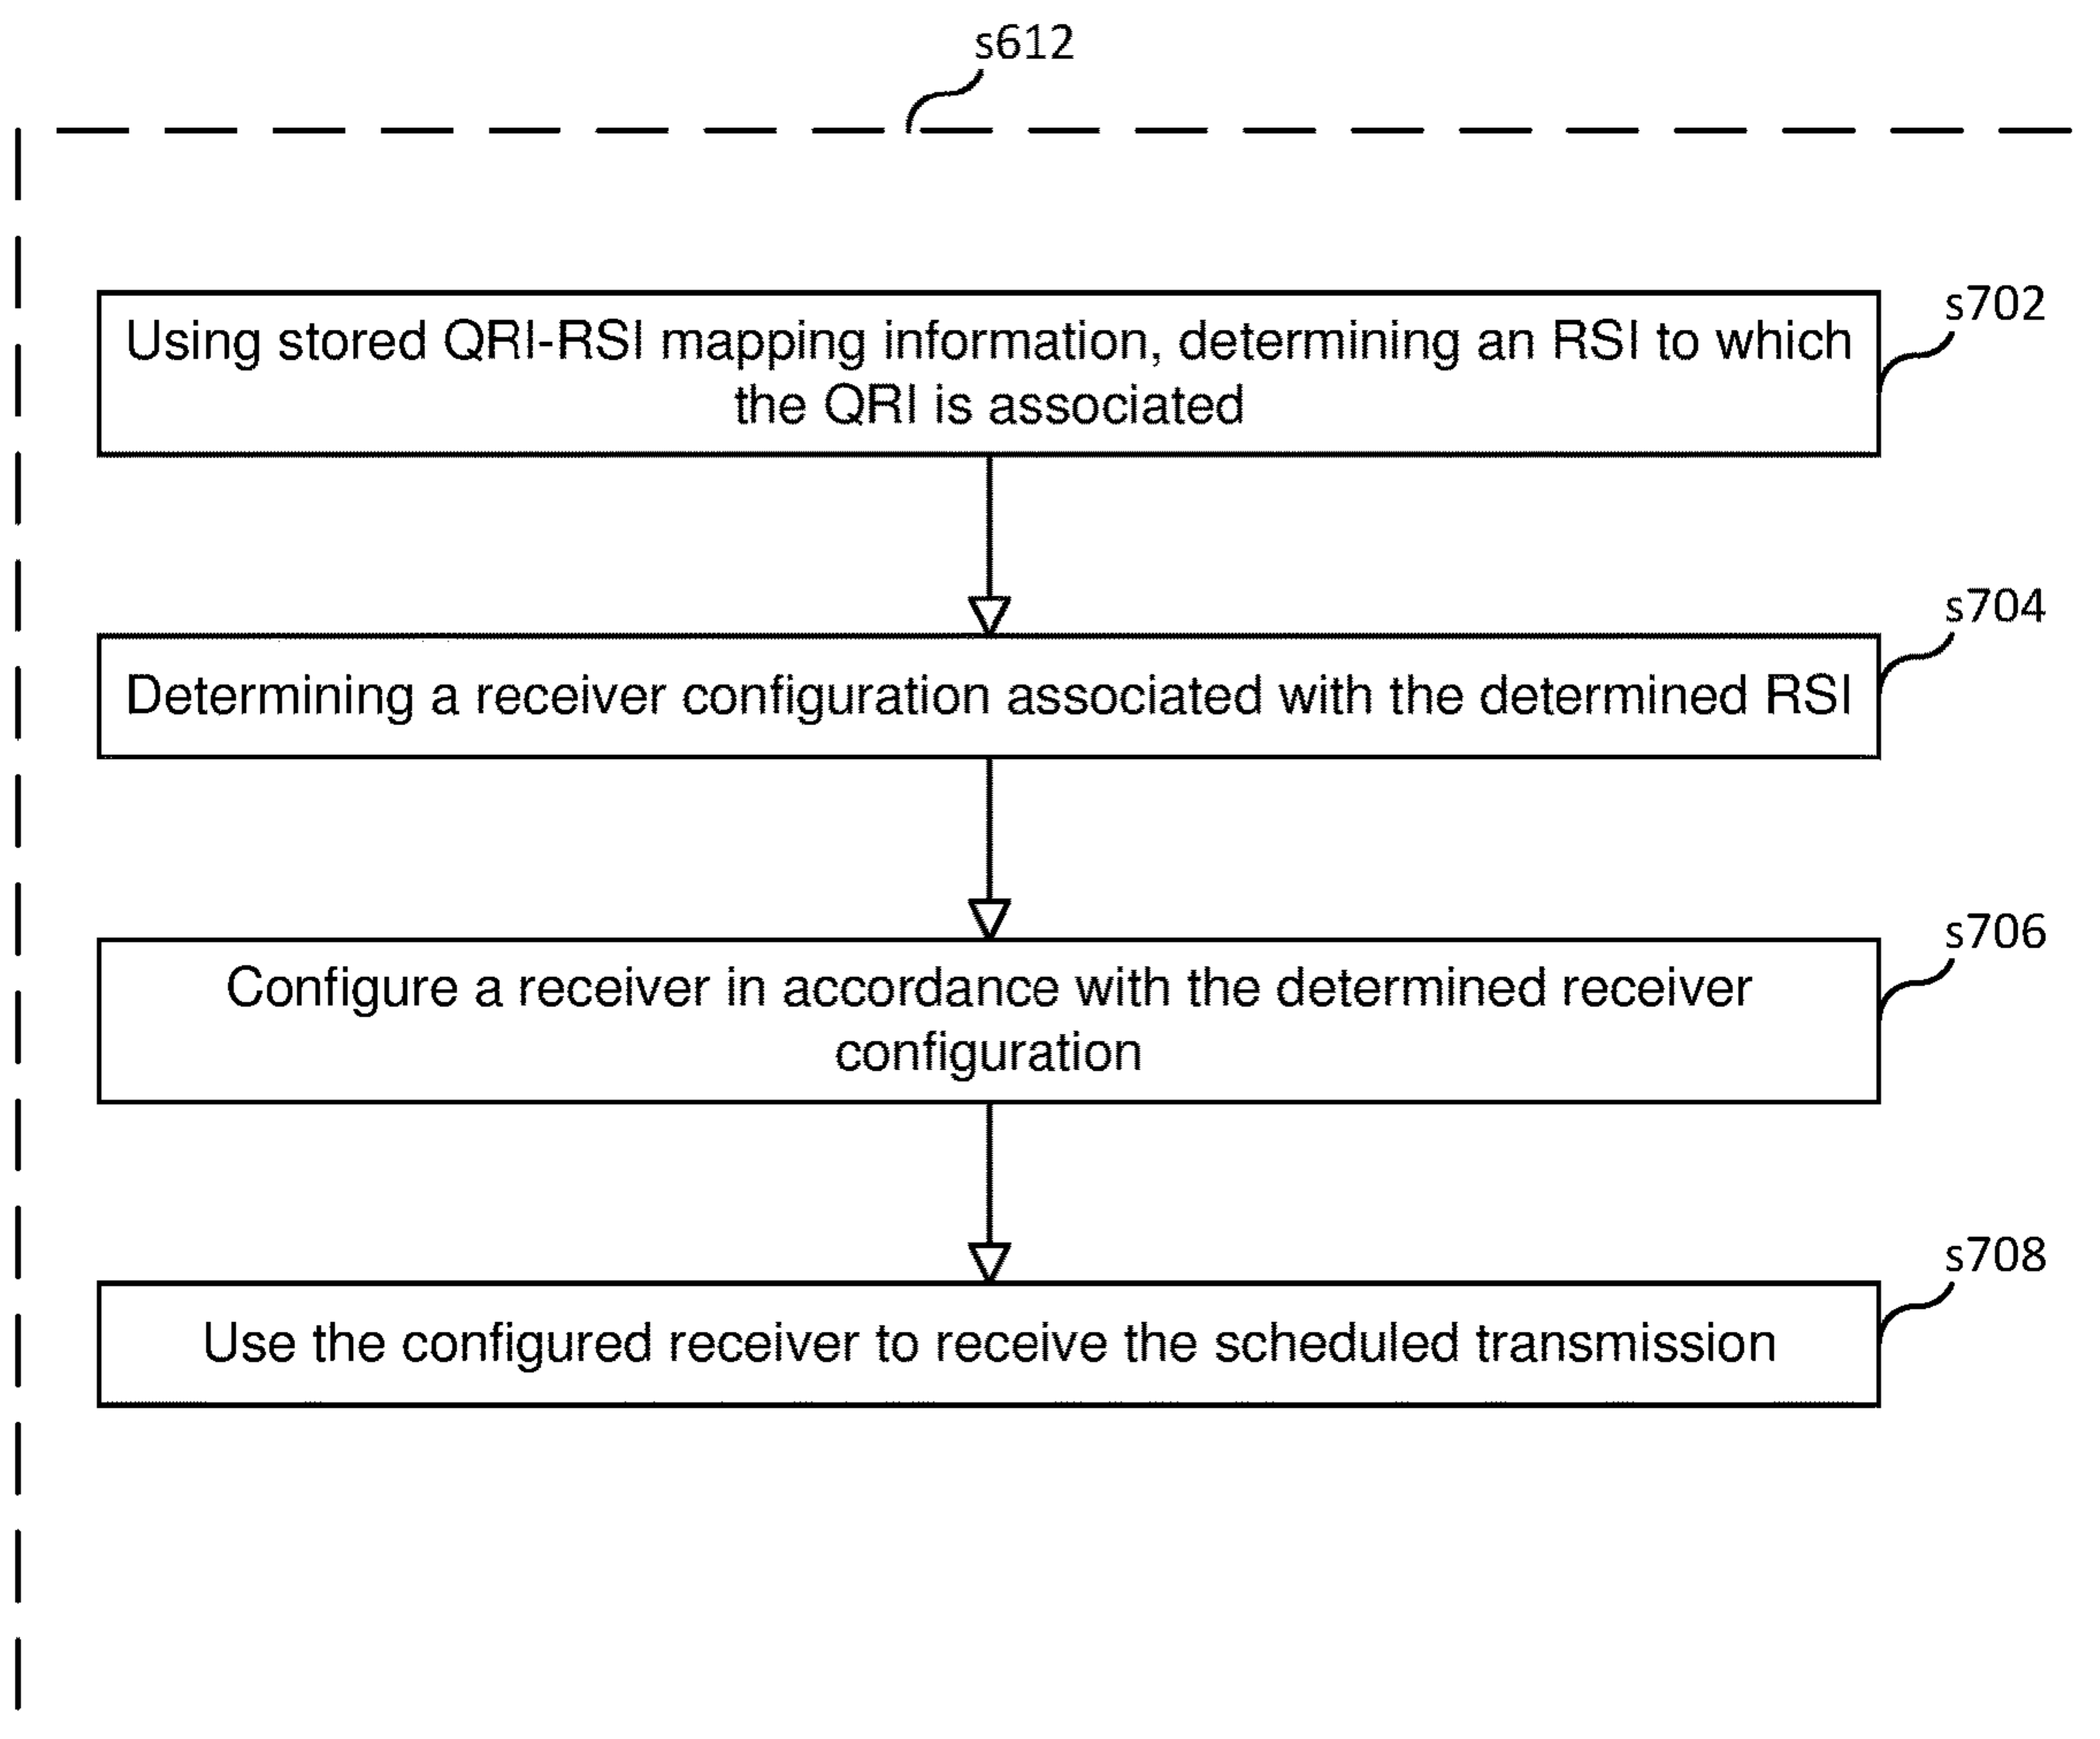 s612
s702
Using stored QRI-RSI mapping information, determining an RSI to which
the QRI is associated
s704
Determining a receiver configuration associated with the determined RSI
s706
Configure a receiver in accordance with the determined receiver
configuration
s708
Use the configured receiver to receive the scheduled transmission